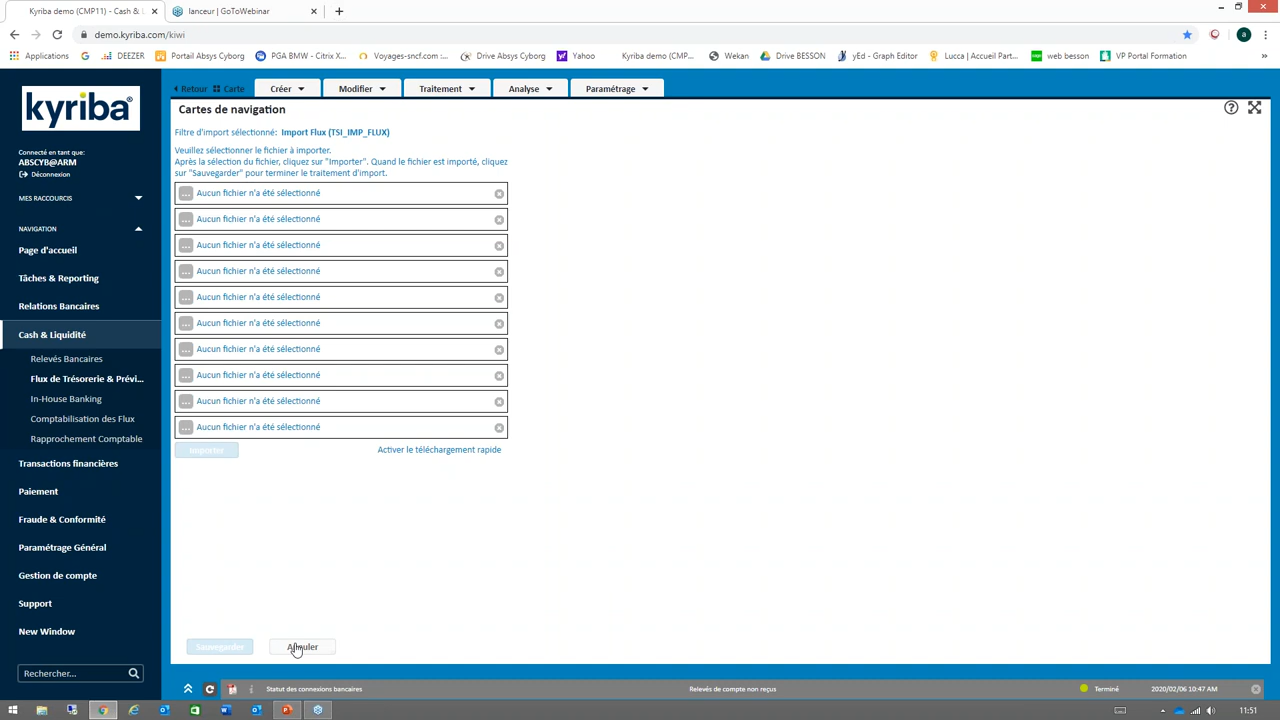 Kyriba demo (CMP11) - Cash & L
lanceur | GoToWebinar
demo.kyriba.com/kiwi
Applications
DEEZER
Portail Absys Cyborg
PGA BMW - Citrix X...
Voyages-sncf.com :...
Drive Absys Cyborg
Yahoo
Kyriba demo (CMP...
Wekan
Drive BESSON
yEd - Graph Editor
Lucca | Accueil Part...
web besson
VP Portal Formation
»
kyriba
Connecté en tant que:
ABSCYB@ARM
Déconnexion
MES RACCOURCIS
NAVIGATION
Page d'accueil
Tâches & Reporting
Relations Bancaires
Cash & Liquidité
Relevés Bancaires
Flux de Trésorerie & Prévi...
In-House Banking
Comptabilisation des Flux
Rapprochement Comptable
Transactions financières
Paiement
Fraude & Conformité
Paramétrage Général
Gestion de compte
Support
New Window
Rechercher...
Retour
Carte
Créer
Modifier
Traitement
Analyse
Paramétrage
Cartes de navigation
Filtre d'import sélectionné: Import Flux (TSI_IMP_FLUX)
Veuillez sélectionner le fichier à importer.
Après la sélection du fichier, cliquez sur "Importer". Quand le fichier est importé, cliquez
sur "Sauvegarder" pour terminer le traitement d'import.
... Aucun fichier n'a été sélectionné
... Aucun fichier n'a été sélectionné
... Aucun fichier n'a été sélectionné
... Aucun fichier n'a été sélectionné
... Aucun fichier n'a été sélectionné
... Aucun fichier n'a été sélectionné
... Aucun fichier n'a été sélectionné
... Aucun fichier n'a été sélectionné
... Aucun fichier n'a été sélectionné
... Aucun fichier n'a été sélectionné
Importer
Activer le téléchargement rapide
Sauvegarder
Annuler
Statut des connexions bancaires
Relevés de compte non reçus
Terminé
2020/02/06 10:47 AM
11:51